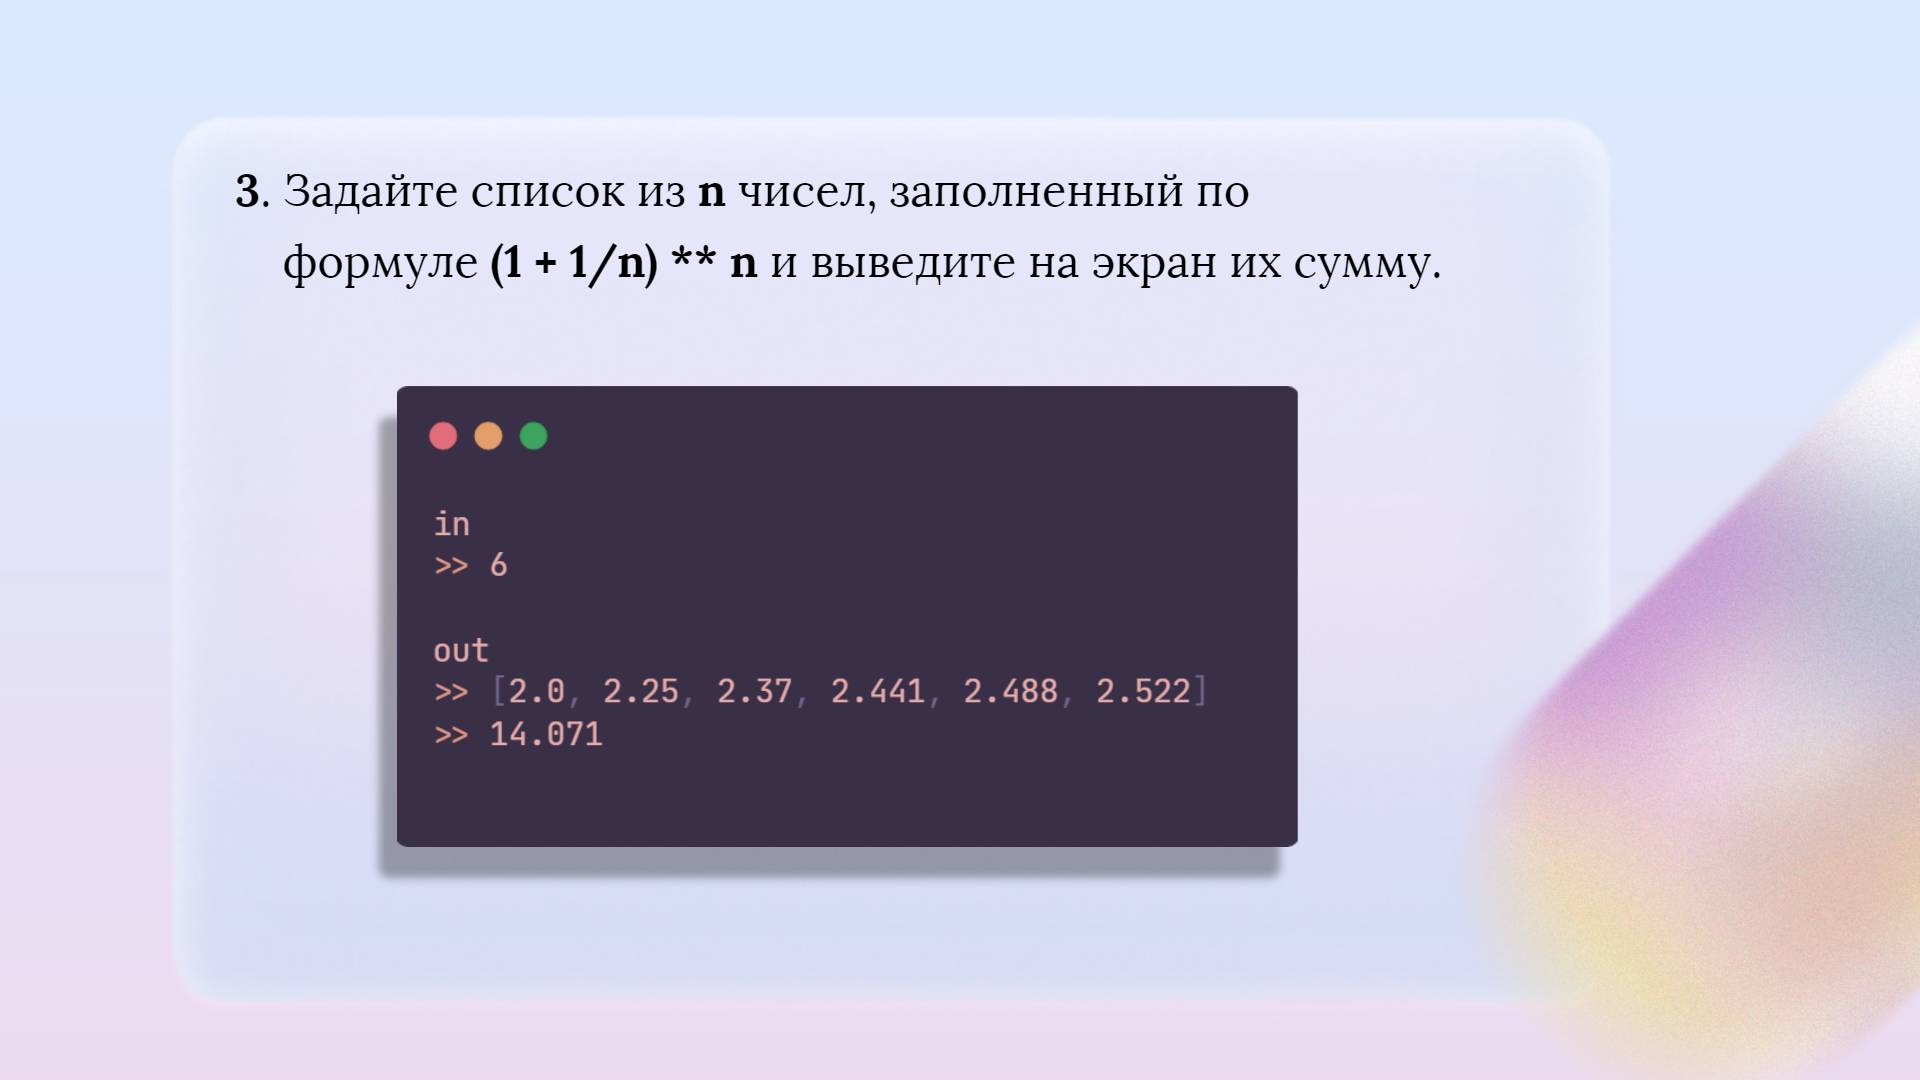 3. Задайте список из n чисел, заполненный по
формуле (1 + 1/n) ** n и выведите на экран их сумму.
in
>> 6
out
>> [2.0, 2.25, 2.37, 2.441, 2.488, 2.522]
>> 14.071